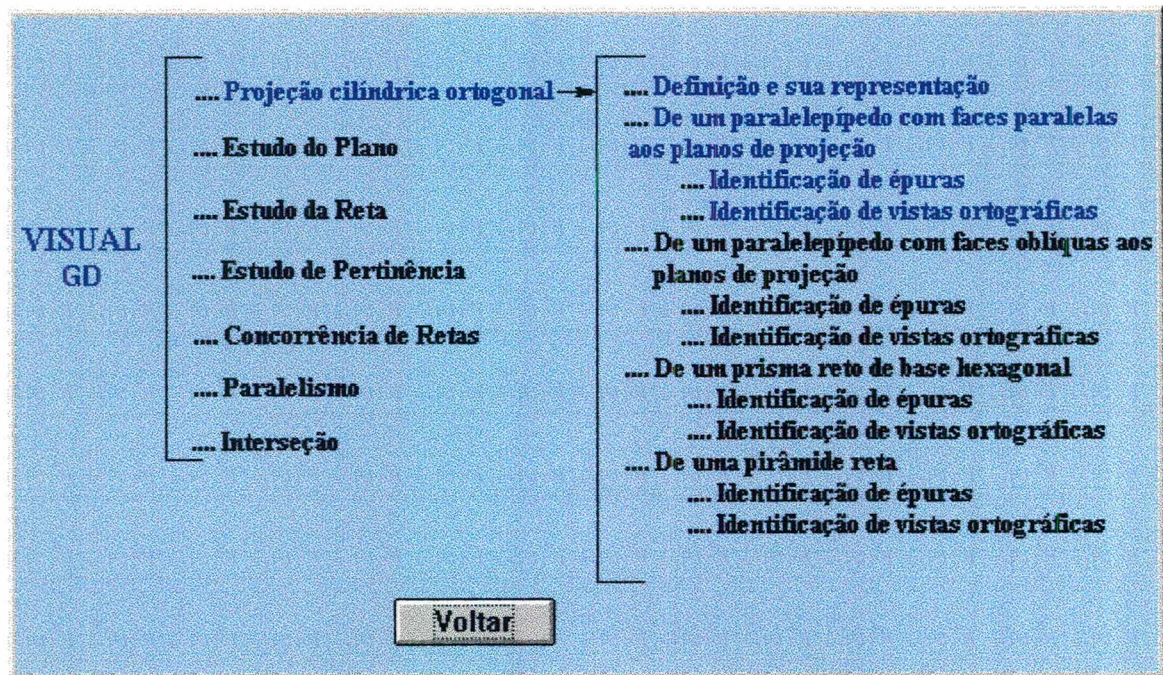 VISUAL
GD
.... Projeção cilíndrica ortogonal
.... Estudo do Plano
.... Estudo da Reta
.... Estudo de Pertinência
.... Concorrência de Retas
.... Paralelismo
.... Interseção
.... Definição e sua representação
.... De um paralelepípedo com faces paralelas
aos planos de projeção
.... Identificação de épuras
.... Identificação de vistas ortográficas
.... De um paralelepípedo com faces oblíquas aos
planos de projeção
.... Identificação de épuras
.... Identificação de vistas ortográficas
.... De um prisma reto de base hexagonal
.... Identificação de épuras
.... Identificação de vistas ortográficas
.... De uma pirâmide reta
.... Identificação de épuras
.... Identificação de vistas ortográficas
Voltar